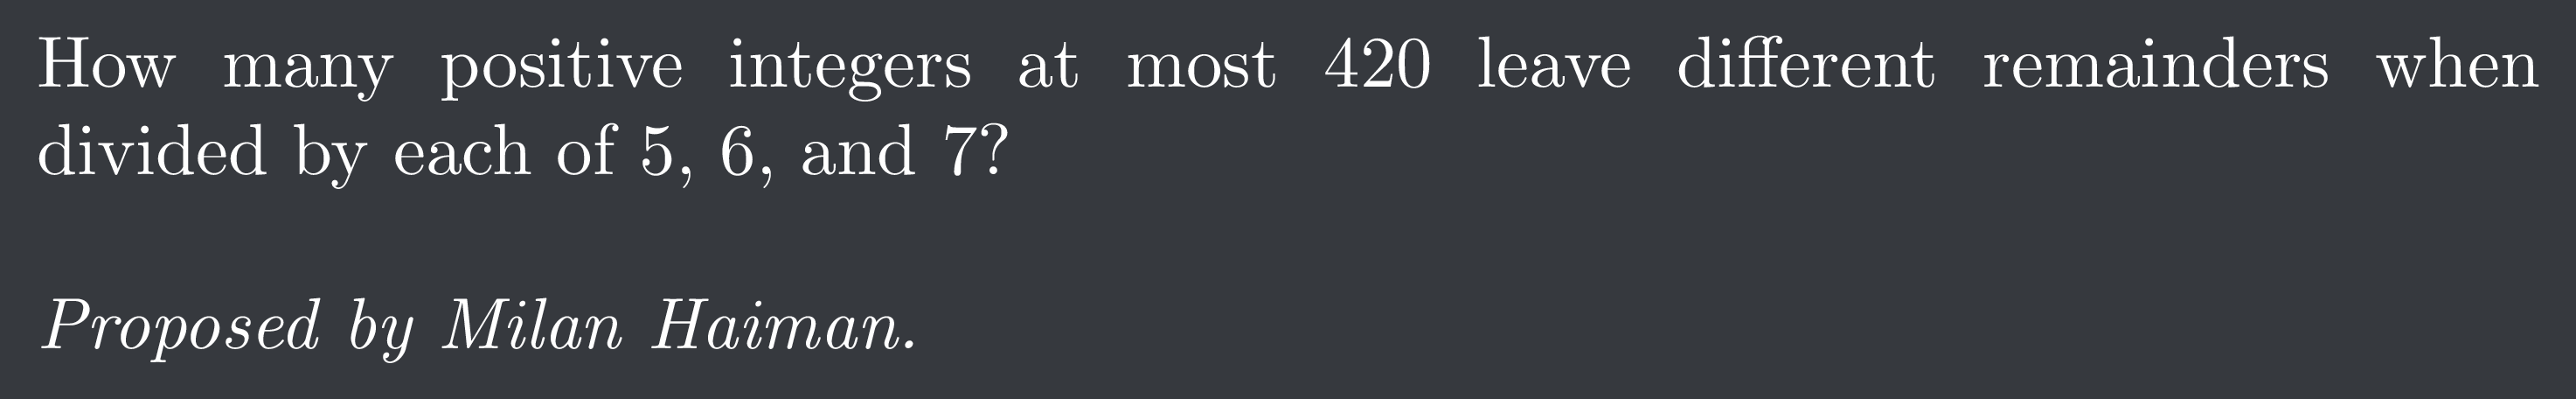 How many positive integers at most 420 leave different remainders when
divided by each of 5, 6, and 7?
Proposed by Milan Haiman.